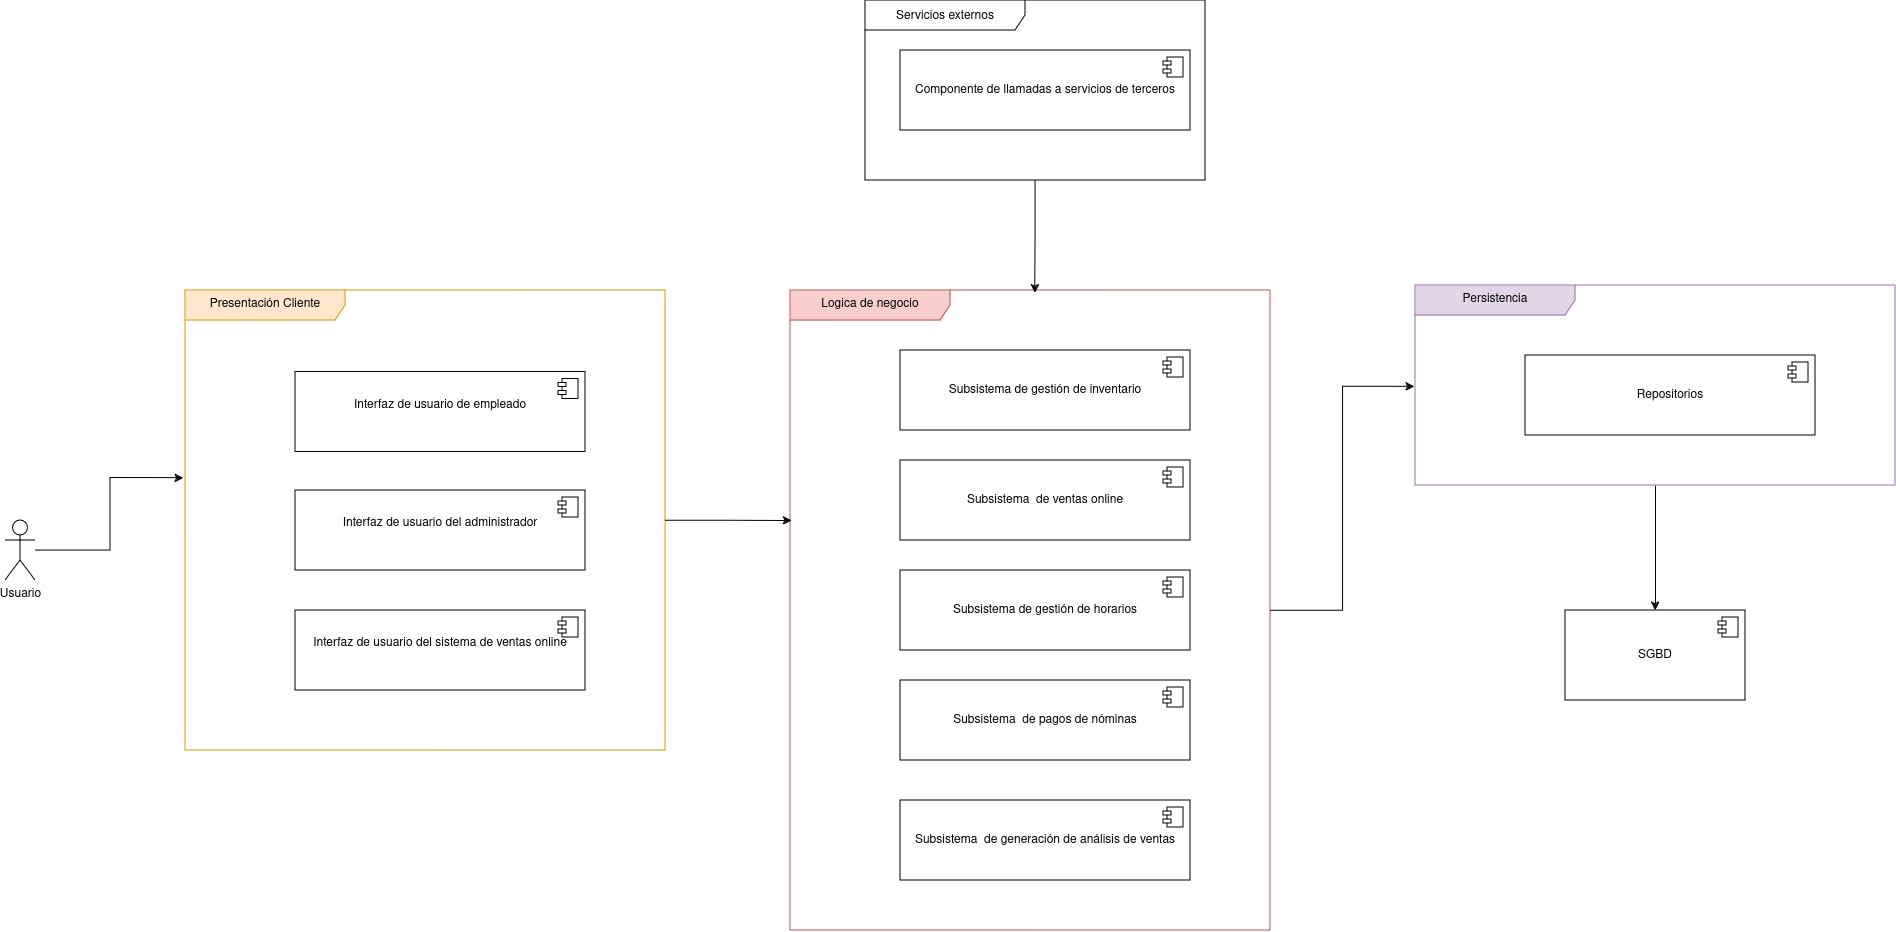 Servicios externos
Componente de llamadas a servicios de terceros
Usuario
Presentación Cliente
Interfaz de usuario de empleado
Interfaz de usuario del administrador
Interfaz de usuario del sistema de ventas online
Logica de negocio
Subsistema de gestión de inventario
Subsistema  de ventas online
Subsistema de gestión de horarios
Subsistema  de pagos de nóminas
Subsistema  de generación de análisis de ventas
Persistencia
Repositorios
SGBD